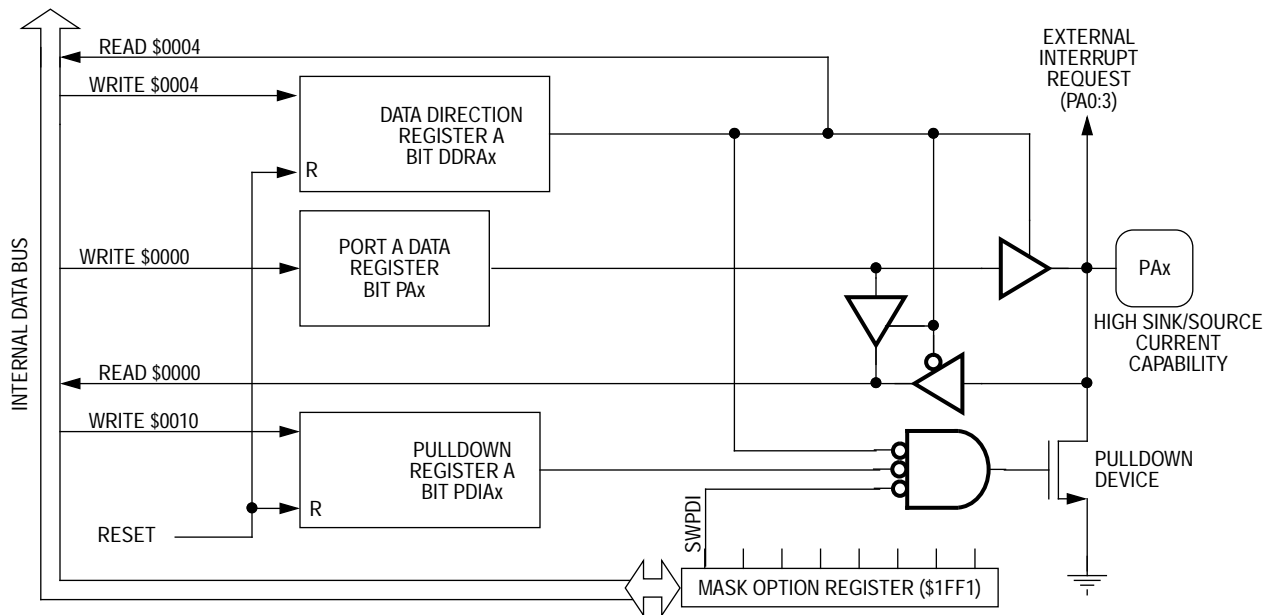 READ $0004
WRITE $0004
DATA DIRECTION
REGISTER A
BIT DDRAx
R
EXTERNAL
INTERRUPT
REQUEST
(PA0:3)
INTERNAL DATA BUS
WRITE $0000
PORT A DATA
REGISTER
BIT PAx
PAx
HIGH SINK/SOURCE
CURRENT
CAPABILITY
READ $0000
WRITE $0010
PULLDOWN
REGISTER A
BIT PDIAx
R
PULLDOWN
DEVICE
RESET
SWPDI
MASK OPTION REGISTER ($1FF1)